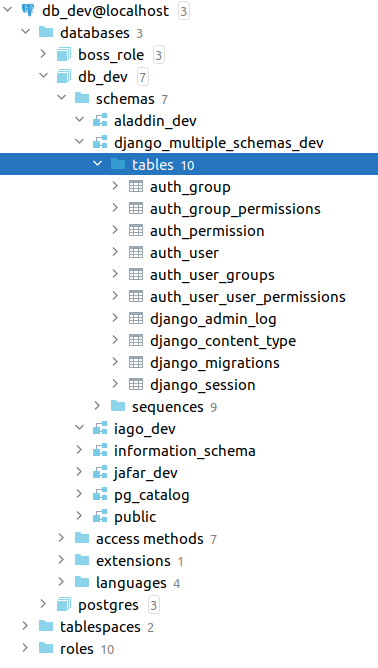 db_dev@localhost 3
databases 3
boss_role 3
db_dev 7
schemas 7
aladdin_dev
django_multiple_schemas_dev
tables 10
auth_group
auth_group_permissions
auth_permission
auth_user
auth_user_groups
auth_user_user_permissions
django_admin_log
django_content_type
django_migrations
django_session
sequences 9
iago_dev
information_schema
jafar_dev
pg_catalog
public
access methods 7
extensions 1
languages 4
postgres 3
tablespaces 2
roles 10